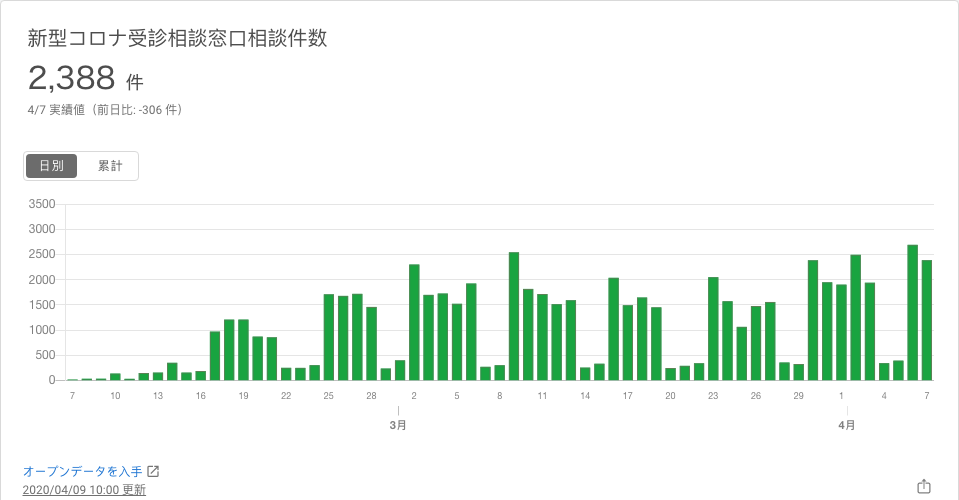 新型コロナ受診相談窓口相談件数
2,388 件
4/7 実績値（前日比: -306 件）
日別 累計
3500
3000
2500
2000
1500
1000
500
0
7 10 13 16 19 22 25 28 2 5 8 11 14 17 20 23 26 29 1 4 7
3月 4月
オープンデータを入手
2020/04/09 10:00 更新